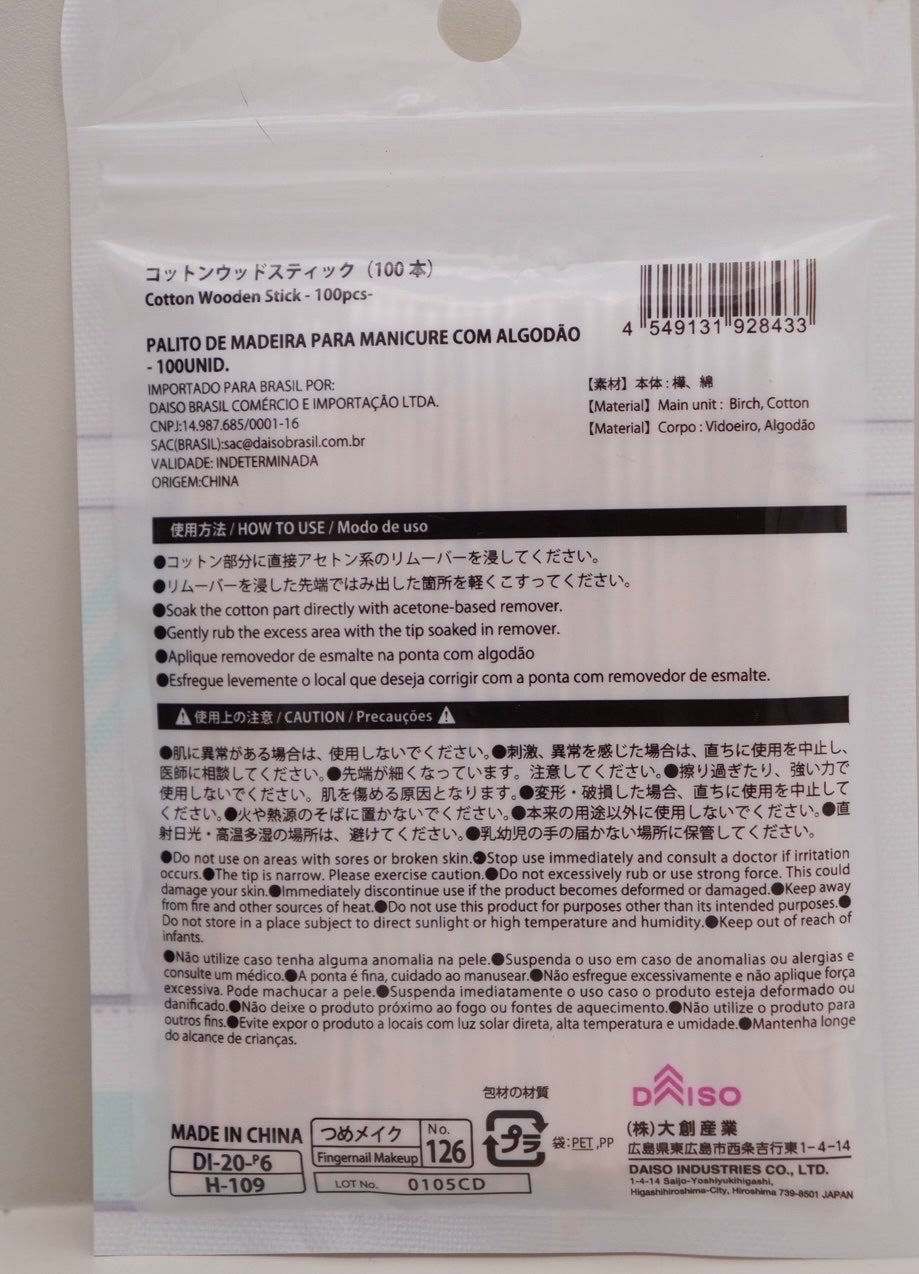 コットンウッドスティック（100 本）
Cotton Wooden Stick - 100pcs-
4 549131 928433
PALITO DE MADEIRA PARA MANICURE COM ALGODÃO
- 100UNID.
IMPORTADO PARA BRASIL POR:
DAISO BRASIL COMÉRCIO E IMPORTAÇÃO LTDA.
CNPJ:14.987.685/0001-16
SAC(BRASIL):sac@daisobrasil.com.br
VALIDADE: INDETERMINADA
ORIGEM:CHINA
【素材】本体 : 樺、綿
【Material】Main unit : Birch, Cotton
【Material】Corpo : Vidoeiro, Algodão
使用方法 / HOW TO USE / Modo de uso
●コットン部分に直接アセトン系のリムーバーを浸してください。
●リムーバーを浸した先端ではみ出した箇所を軽くこすってください。
●Soak the cotton part directly with acetone-based remover.
●Gently rub the excess area with the tip soaked in remover.
●Aplique removedor de esmalte na ponta com algodão
●Esfregue levemente o local que deseja corrigir com a ponta com removedor de esmalte.
⚠使用上の注意 / CAUTION / Precauções ⚠
●肌に異常がある場合は、使用しないでください。●刺激、異常を感じた場合は、直ちに使用を中止し、
医師に相談してください。●先端が細くなっています。注意してください。●擦り過ぎたり、強い力で
使用しないでください。肌を傷める原因となります。●変形・破損した場合、直ちに使用を中止して
ください。●火や熱源のそばに置かないでください。●本来の用途以外に使用しないでください。●直
射日光・高温多湿の場所は、避けてください。●乳幼児の手の届かない場所に保管してください。
●Do not use on areas with sores or broken skin.●Stop use immediately and consult a doctor if irritation
occurs.●The tip is narrow. Please exercise caution.●Do not excessively rub or use strong force. This could
damage your skin.●Immediately discontinue use if the product becomes deformed or damaged.●Keep away
from fire and other sources of heat.●Do not use this product for purposes other than its intended purposes.●
Do not store in a place subject to direct sunlight or high temperature and humidity.●Keep out of reach of
infants.
●Não utilize caso tenha alguma anomalia na pele.●Suspenda o uso em caso de anomalias ou alergias e
consulte um médico.●A ponta é fina, cuidado ao manusear.●Não esfregue excessivamente e não aplique força
excessiva. Pode machucar a pele.●Suspenda imediatamente o uso caso o produto esteja deformado ou
danificado.●Não deixe o produto próximo ao fogo ou fontes de aquecimento.●Não utilize o produto para
outros fins.●Evite expor o produto a locais com luz solar direta, alta temperatura e umidade.●Mantenha longe
do alcance de crianças.
MADE IN CHINA
DI-20-P6
H-109
つめメイク
Fingernail Makeup
No.
126
LOT No. 0105CD
包材の材質
プラ
袋:PET ,PP
DAISO
(株)大創産業
広島県東広島市西条吉行東1-4-14
DAISO INDUSTRIES CO., LTD.
1-4-14 Saijo-Yoshiyukihigashi,
Higashihiroshima-City, Hiroshima 739-8501 JAPAN